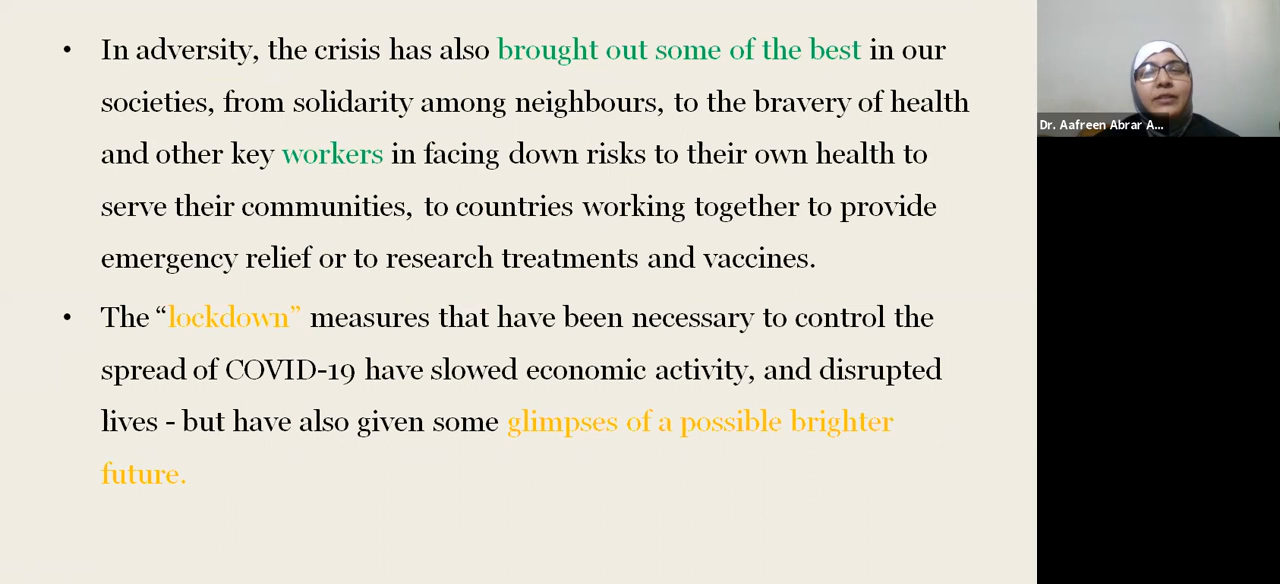 • In adversity, the crisis has also brought out some of the best in our
societies, from solidarity among neighbours, to the bravery of health
and other key workers in facing down risks to their own health to
serve their communities, to countries working together to provide
emergency relief or to research treatments and vaccines.
• The “lockdown” measures that have been necessary to control the
spread of COVID-19 have slowed economic activity, and disrupted
lives - but have also given some glimpses of a possible brighter
future.
Dr. Aafreen Abrar A...